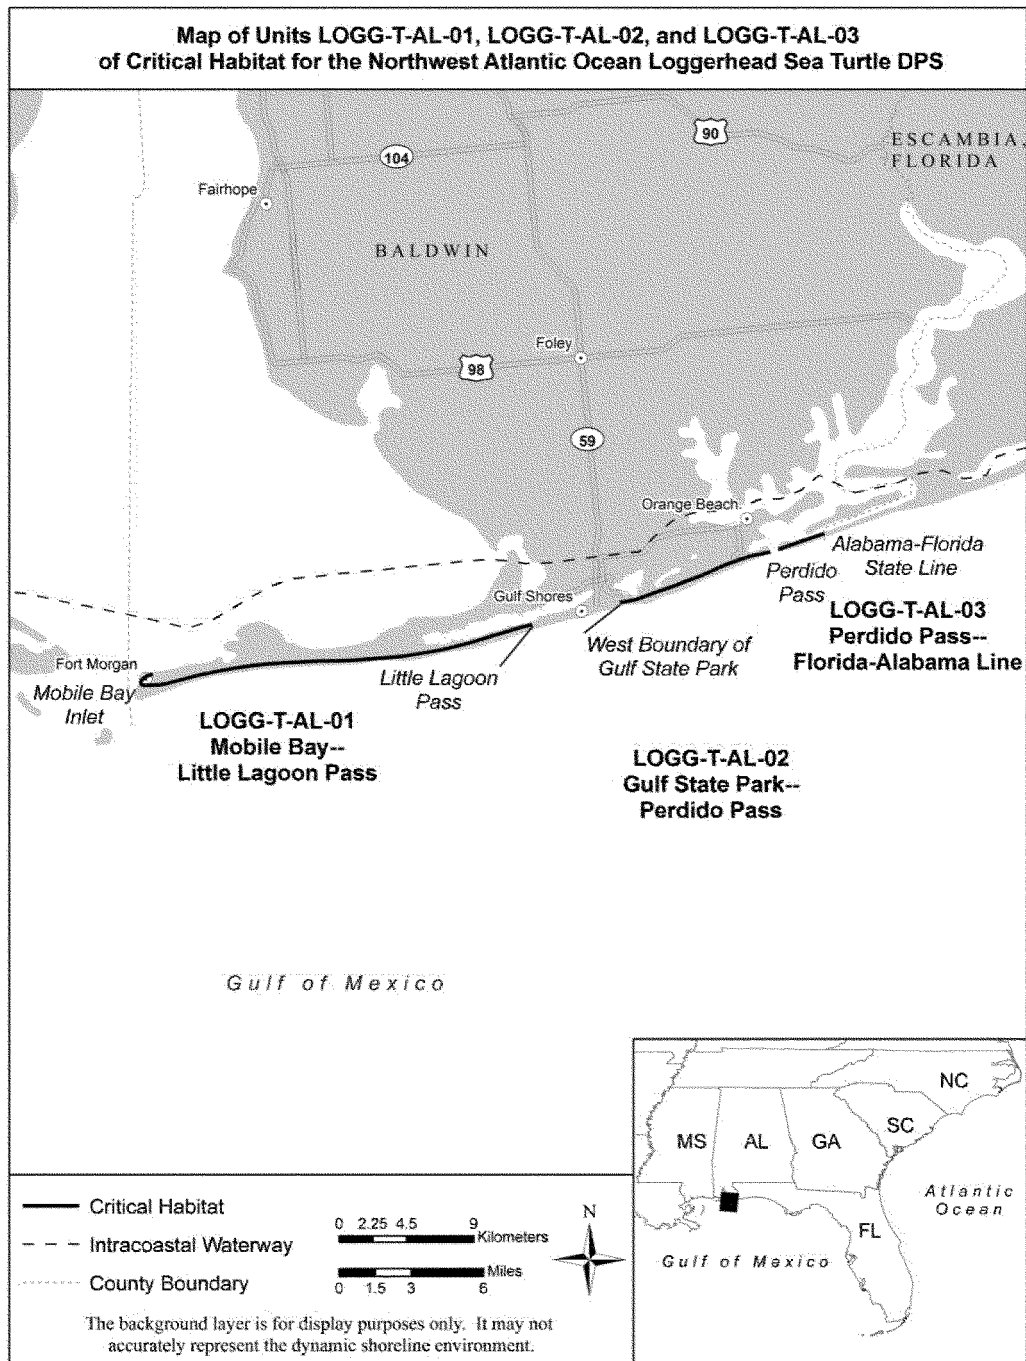 Map of Units LOGG-T-AL-01, LOGG-T-AL-02, and LOGG-T-AL-03
of Critical Habitat for the Northwest Atlantic Ocean Loggerhead Sea Turtle DPS
90
ESCAMBIA,
FLORIDA
104
Fairhope
BALDWIN
Foley
98
59
Orange Beach
Alabama-Florida
State Line
Perdido
Pass
Gulf Shores
LOGG-T-AL-03
Perdido Pass--
Florida-Alabama Line
West Boundary of
Gulf State Park
Fort Morgan
Little Lagoon
Pass
Mobile Bay
Inlet
LOGG-T-AL-01
Mobile Bay--
Little Lagoon Pass
LOGG-T-AL-02
Gulf State Park--
Perdido Pass
Gulf of Mexico
NC
SC
MS
AL
GA
Atlantic
Ocean
FL
Gulf of Mexico
Critical Habitat
Intracoastal Waterway
County Boundary
0 2.25 4.5 9
Kilometers
Miles
0 1.5 3 6
N
The background layer is for display purposes only. It may not
accurately represent the dynamic shoreline environment.